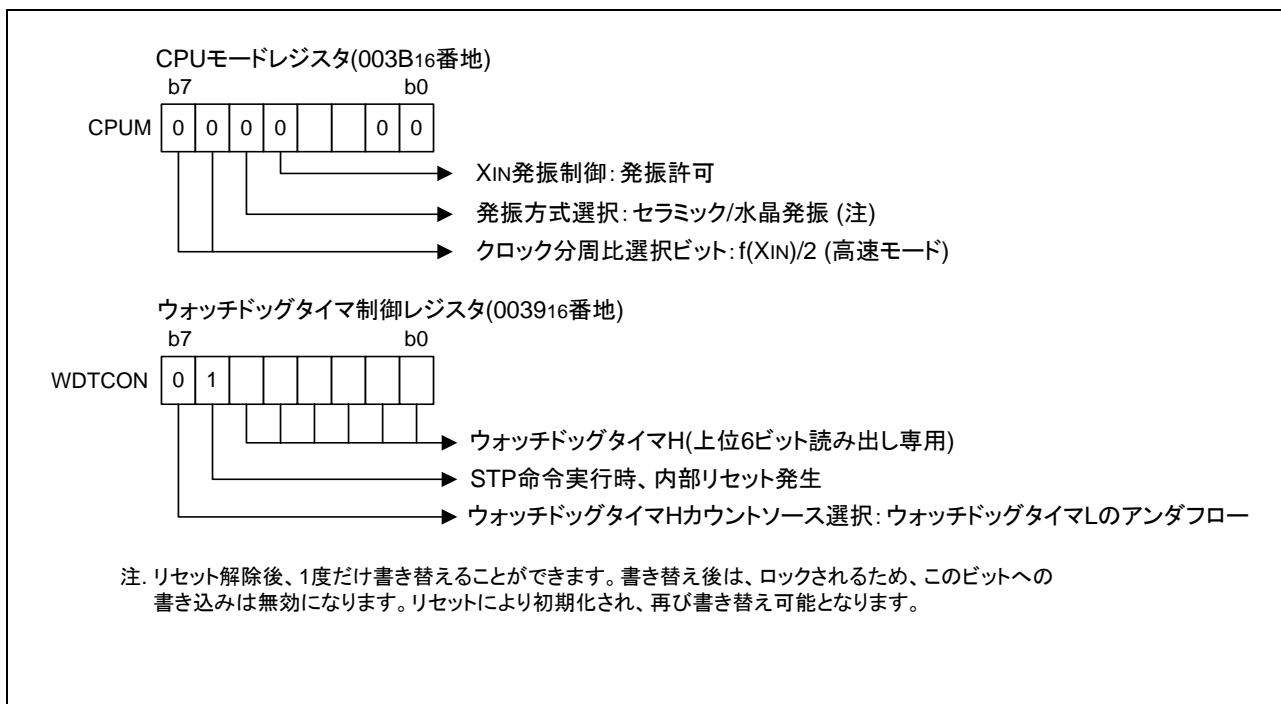 CPUモードレジスタ(003B16番地)
b7 b0
CPUM 0 0 0 0 0 0
XIN発振制御：発振許可
発振方式選択：セラミック/水晶発振 (注)
クロック分周比選択ビット：f(XIN)/2 (高速モード)
ウォッチドッグタイマ制御レジスタ(003916番地)
b7 b0
WDTCON 0 1
ウォッチドッグタイマH(上位6ビット読み出し専用)
STP命令実行時、内部リセット発生
ウォッチドッグタイマHカウントソース選択：ウォッチドッグタイマLのアンダフロー
注. リセット解除後、1度だけ書き替えることができます。書き替え後は、ロックされるため、このビットへの
書き込みは無効になります。リセットにより初期化され、再び書き替え可能となります。